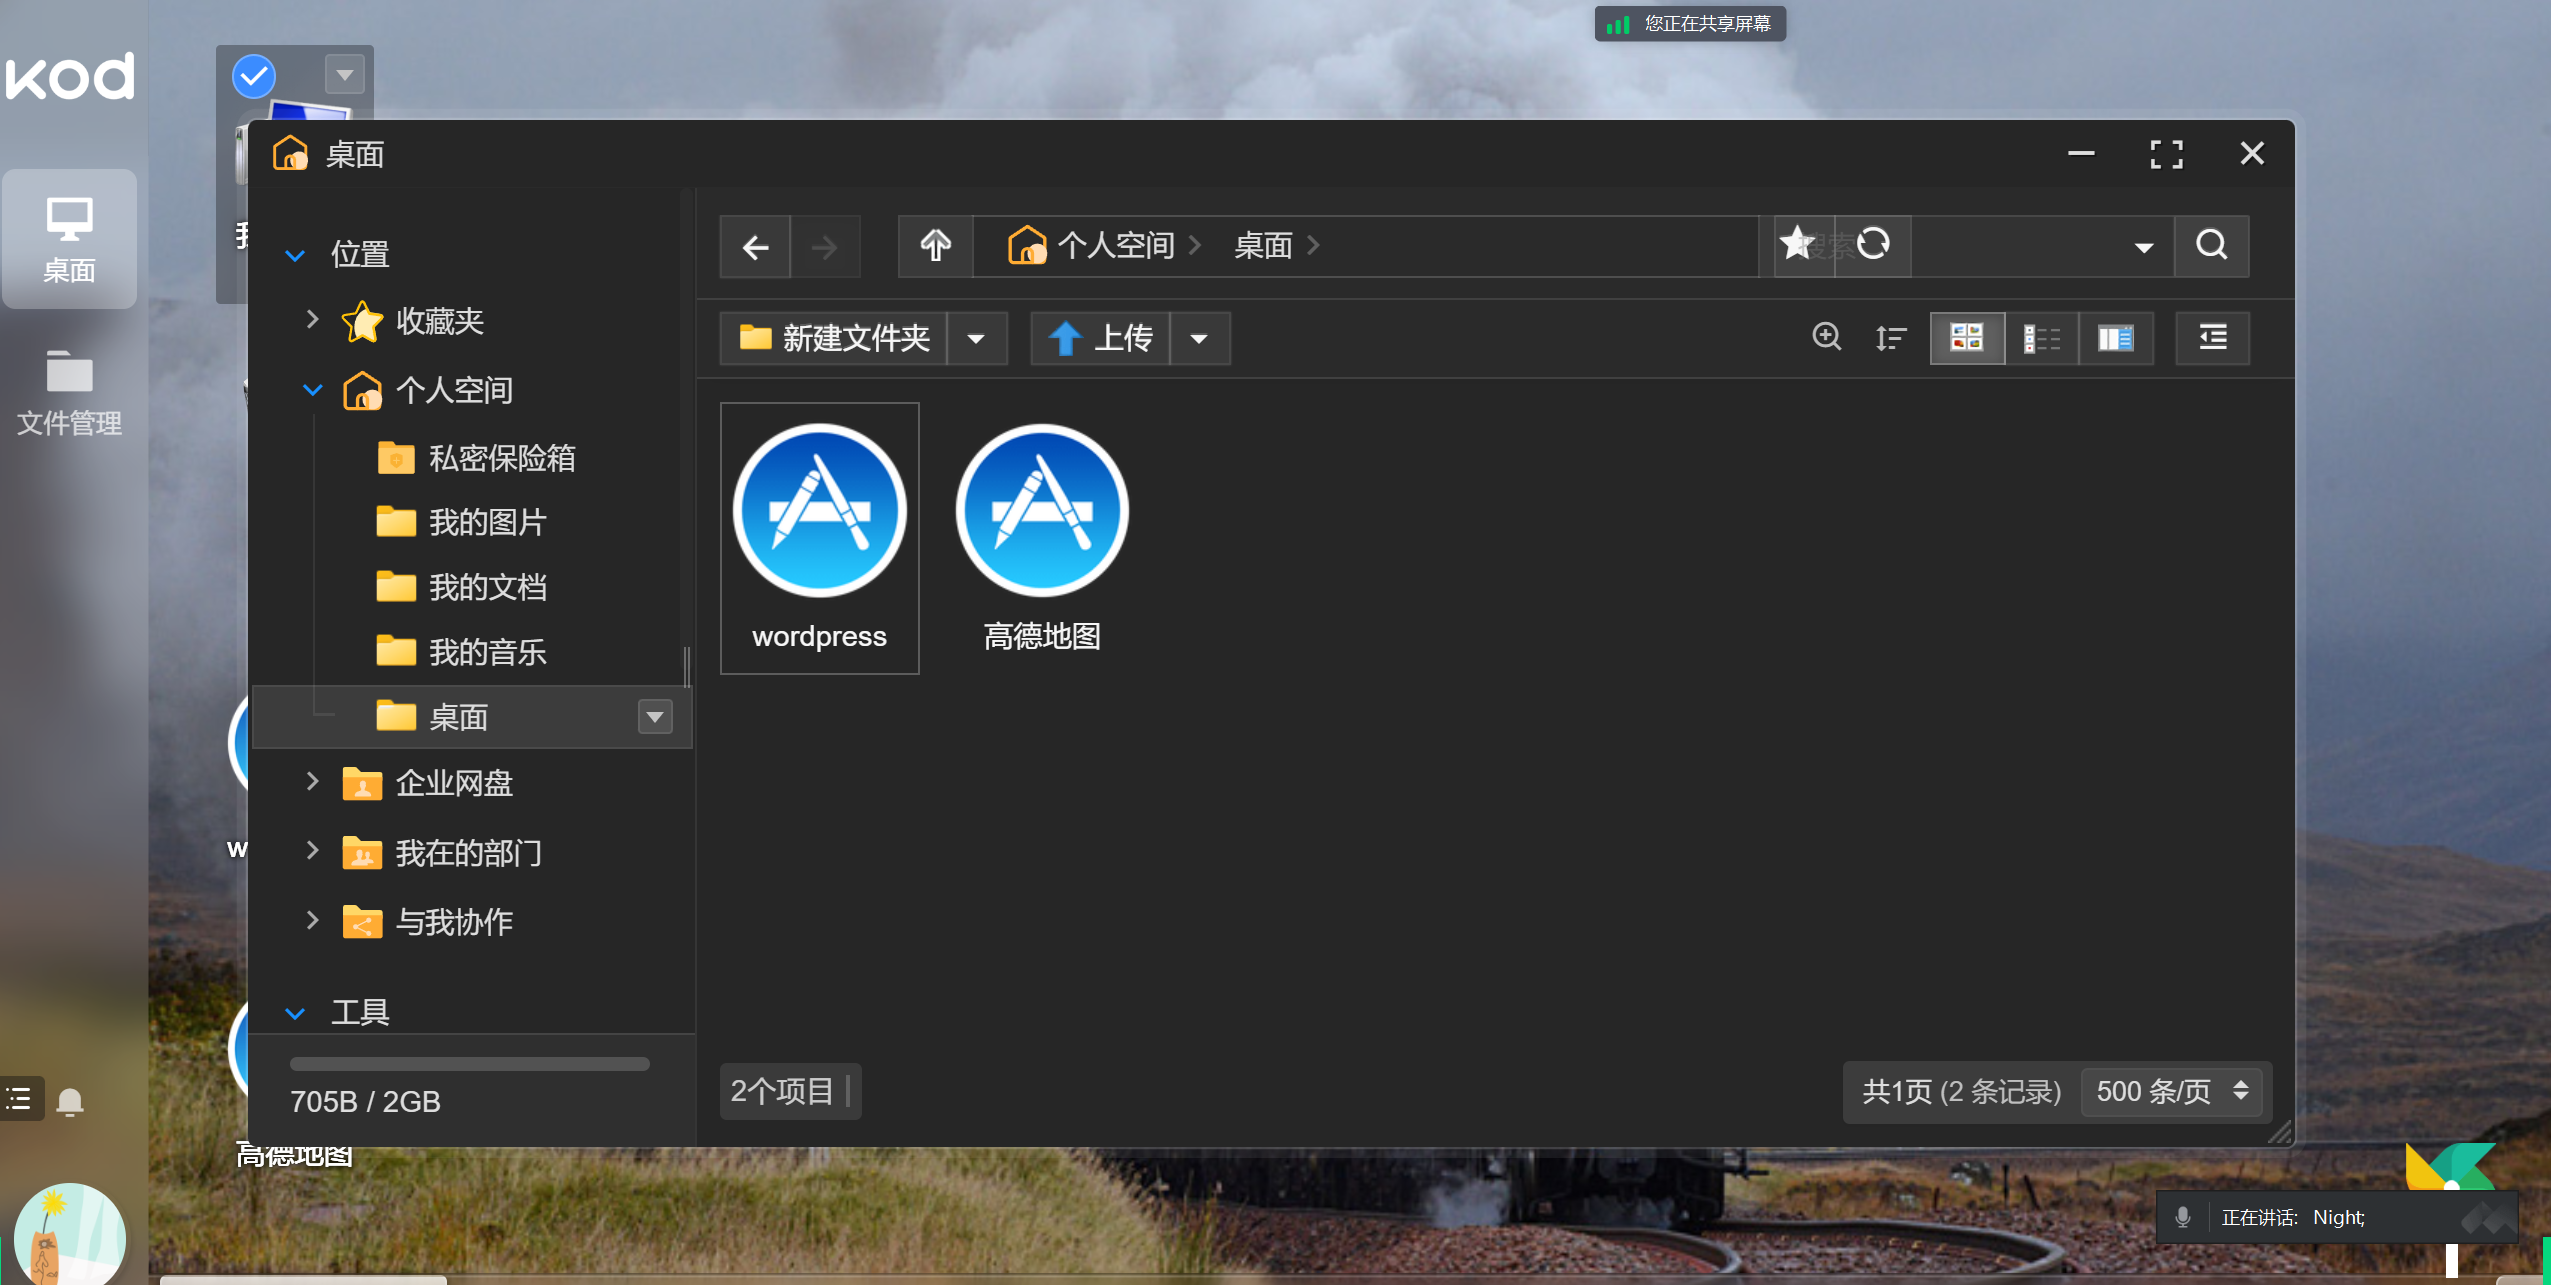 您正在共享屏幕
kod
桌面
文件管理
我
桌面
位置
收藏夹
个人空间
私密保险箱
我的图片
我的文档
我的音乐
桌面
企业网盘
我在的部门
与我协作
工具
705B / 2GB
个人空间
桌面
搜索
新建文件夹
上传
wordpress
高德地图
2个项目
共1页 (2 条记录)
500 条/页
w
高德地图
正在讲话: Night;